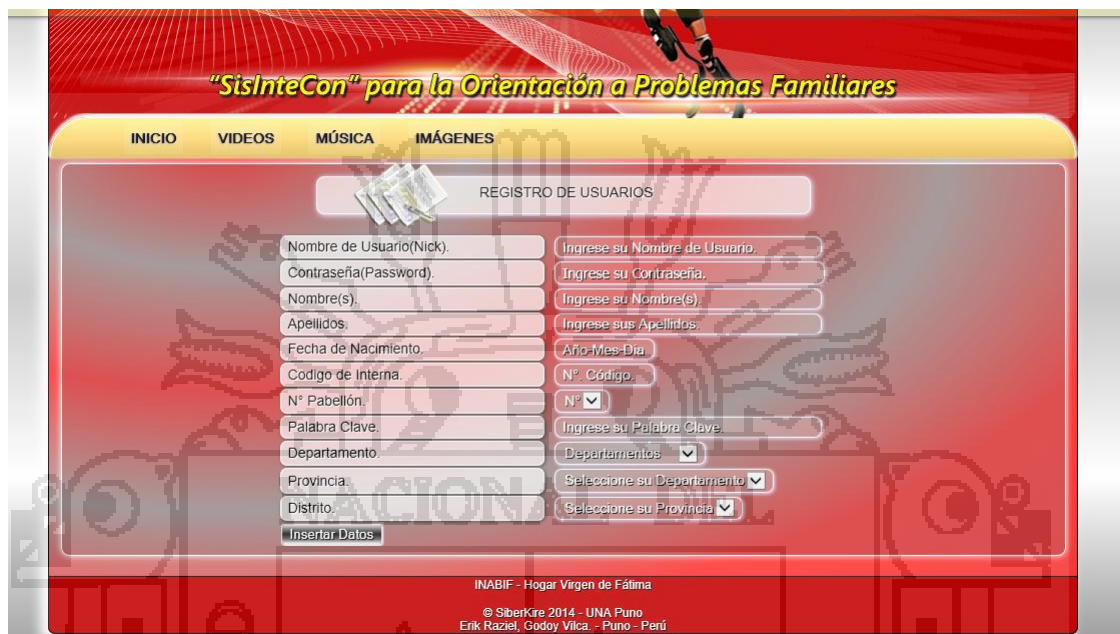 "SisInteCon" para la Orientación a Problemas Familiares
INICIO VIDEOS MÚSICA IMÁGENES
REGISTRO DE USUARIOS
Nombre de Usuario(Nick). Ingrese su Nombre de Usuario.
Contraseña(Password). Ingrese su Contraseña.
Nombre(s). Ingrese su Nombre(s)
Apellidos. Ingrese sus Apellidos.
Fecha de Nacimiento. Año-Mes-Dia
Codigo de Interna. N°. Código.
N° Pabellón. N°
Palabra Clave. Ingrese su Palabra Clave.
Departamento. Departamentos
Provincia. Seleccione su Departamento
Distrito. Seleccione su Provincia
Insertar Datos
NACIONAL DEL
INABIF - Hogar Virgen de Fátima
© SiberKire 2014 - UNA Puno
Erik Raziel, Godoy Vilca. - Puno - Perú